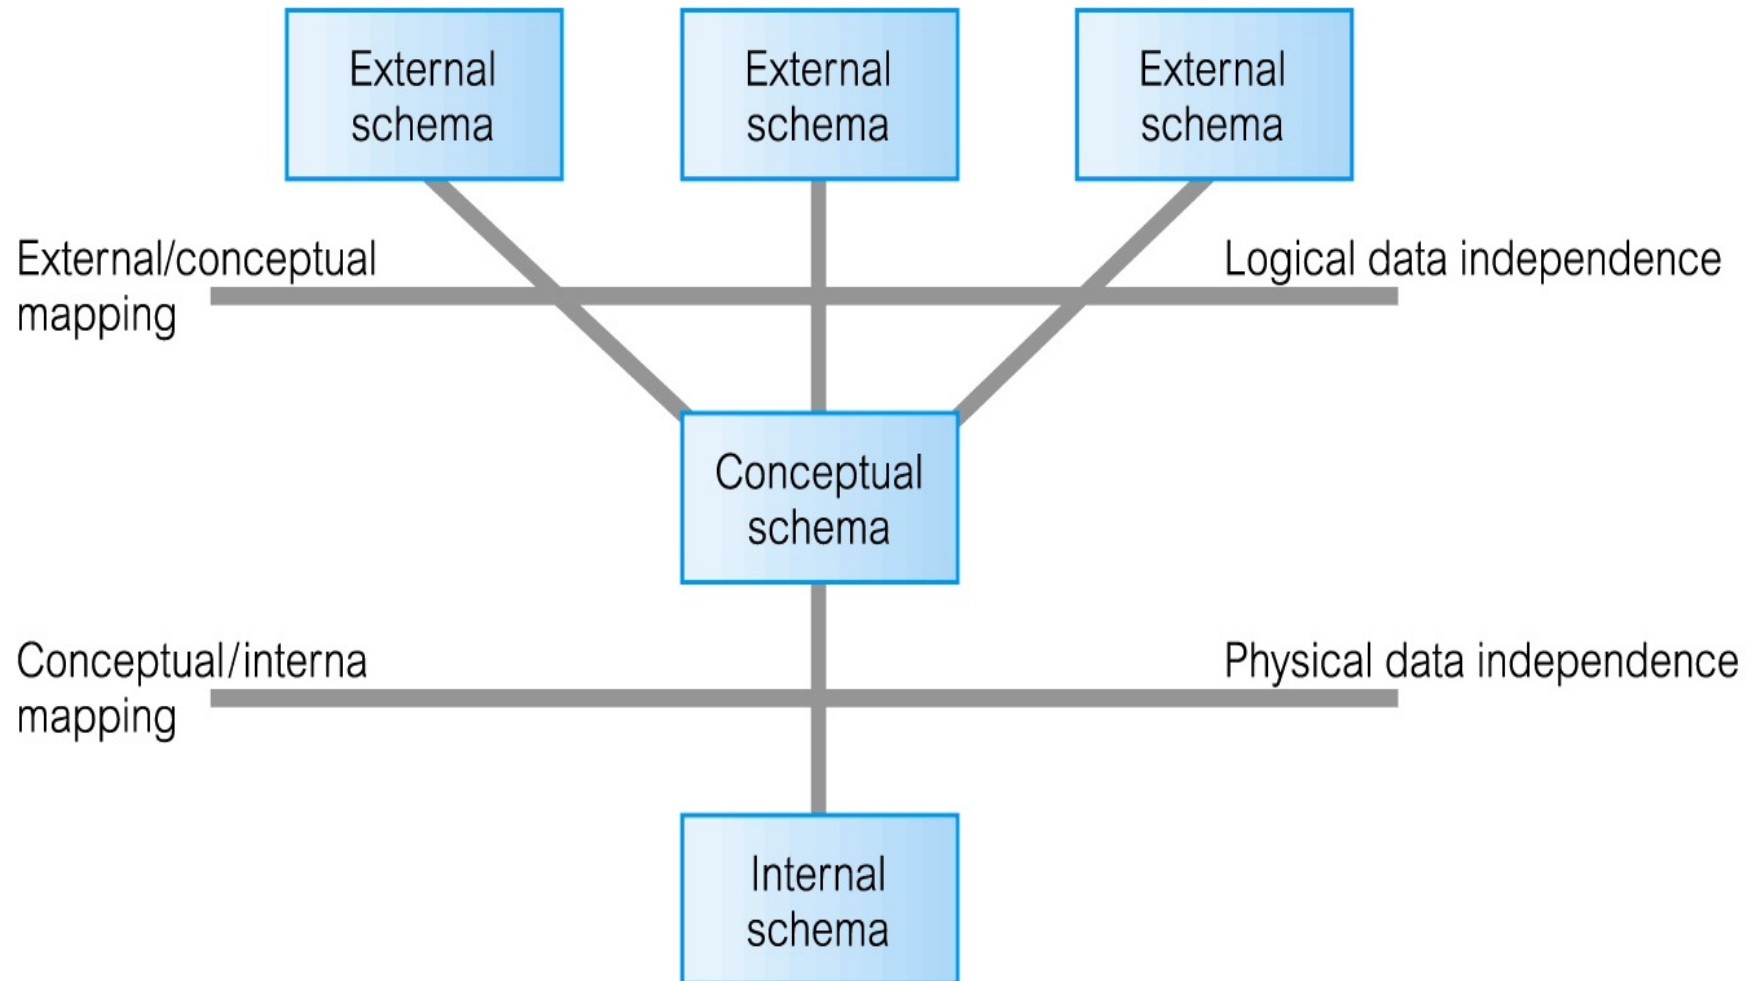 External
schema
External
schema
External
schema
External/conceptual
mapping
Logical data independence
Conceptual
schema
Conceptual/interna
mapping
Physical data independence
Internal
schema